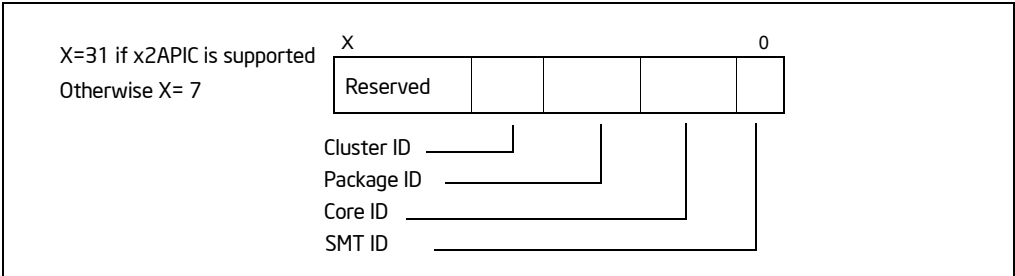 X=31 if x2APIC is supported
Otherwise X= 7
X 0
Reserved
Cluster ID
Package ID
Core ID
SMT ID